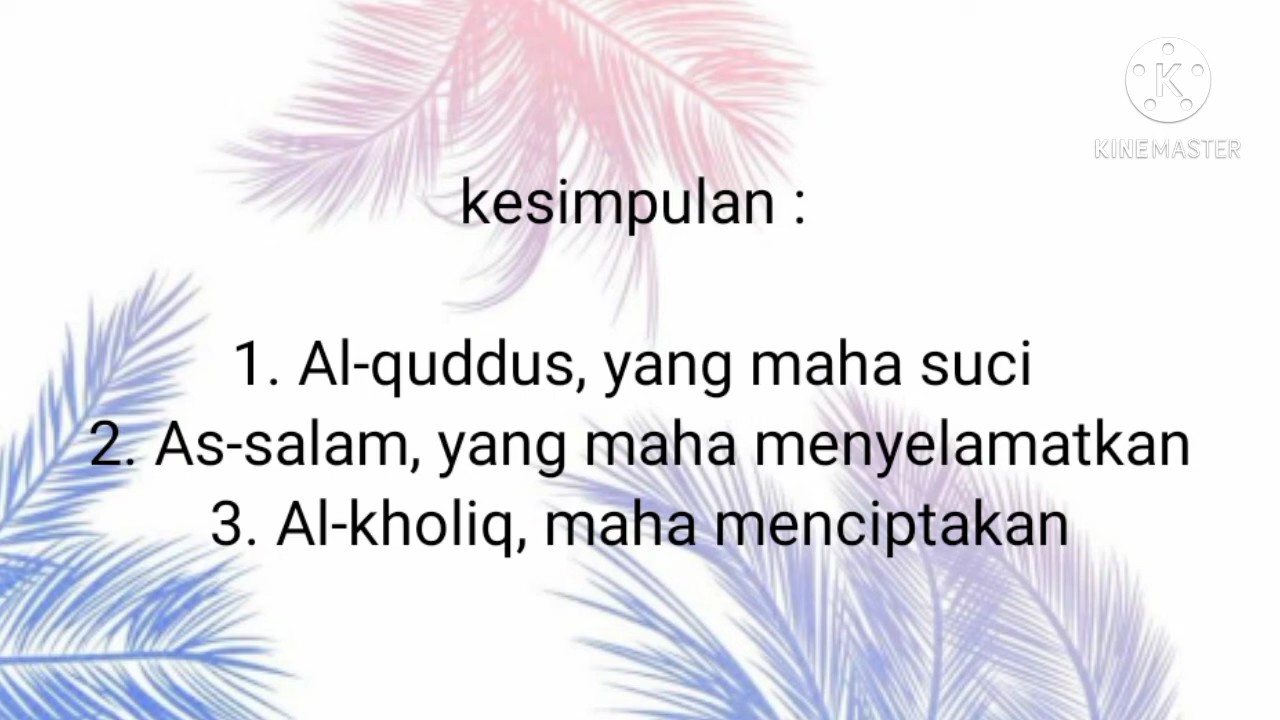 K
KINEMASTER
kesimpulan :
1. Al-quddus, yang maha suci
2. As-salam, yang maha menyelamatkan
3. Al-kholiq, maha menciptakan